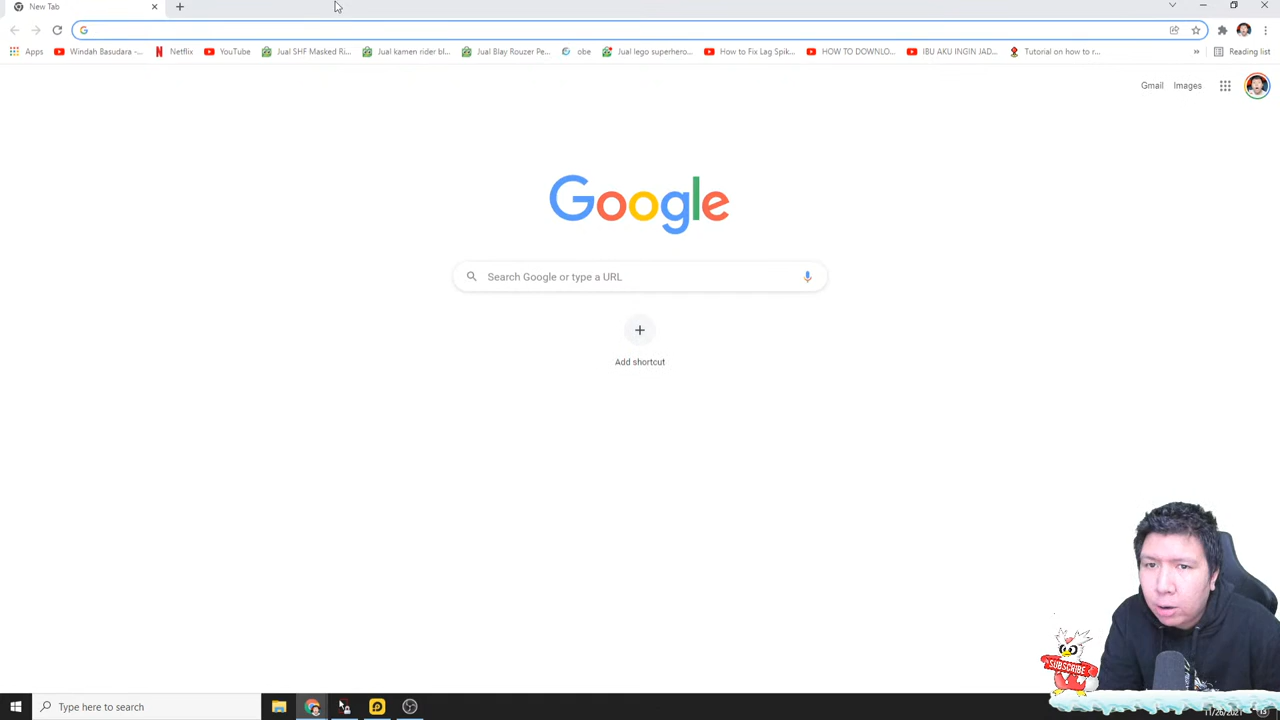 New Tab
Apps
Windah Basudara -...
Netflix
YouTube
Jual SHF Masked Ri...
Jual kamen rider bl...
Jual Blay Rouzer Pe...
obe
Jual lego superhero...
How to Fix Lag Spik...
HOW TO DOWNLO...
IBU AKU INGIN JAD...
Tutorial on how to r...
»
Reading list
Gmail
Images
Google
Search Google or type a URL
Add shortcut
SUBSCRIBE
Type here to search